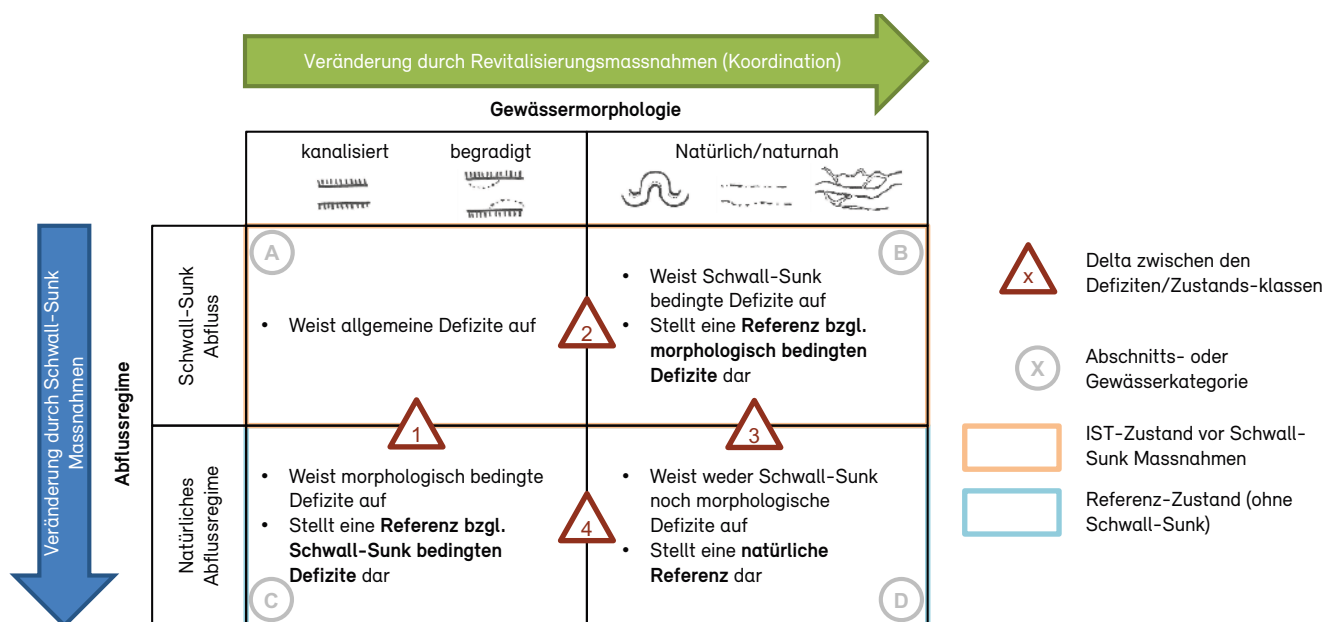 Veränderung durch Revitalisierungsmassnahmen (Koordination)
Gewässermorphologie
kanalisiert
begradigt
Natürlich/naturnah
Veränderung durch Schwall-Sunk
Massnahmen
Abflussregime
Schwall-Sunk
Abfluss
A
• Weist allgemeine Defizite auf
2
B
• Weist Schwall-Sunk
bedingte Defizite auf
• Stellt eine Referenz bzgl.
morphologisch bedingten
Defizite dar
1
3
Natürliches
Abflussregime
• Weist morphologisch bedingte
Defizite auf
• Stellt eine Referenz bzgl.
Schwall-Sunk bedingten
Defizite dar
C
4
• Weist weder Schwall-Sunk
noch morphologische
Defizite auf
• Stellt eine natürliche
Referenz dar
D
x
Delta zwischen den
Defiziten/Zustands-klassen
X
Abschnitts- oder
Gewässerkategorie
IST-Zustand vor Schwall-
Sunk Massnahmen
Referenz-Zustand (ohne
Schwall-Sunk)